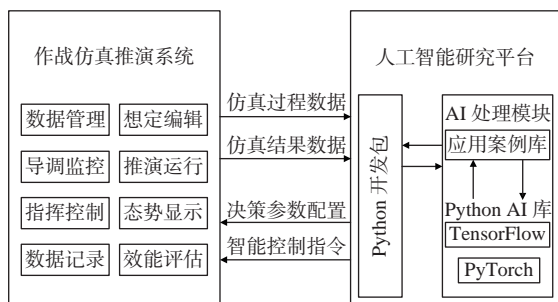 作战仿真推演系统
数据管理 想定编辑
导调监控 推演运行
指挥控制 态势显示
数据记录 效能评估
仿真过程数据
仿真结果数据
决策参数配置
智能控制指令
人工智能研究平台
Python 开发包
AI 处理模块
应用案例库
Python AI 库
TensorFlow
PyTorch